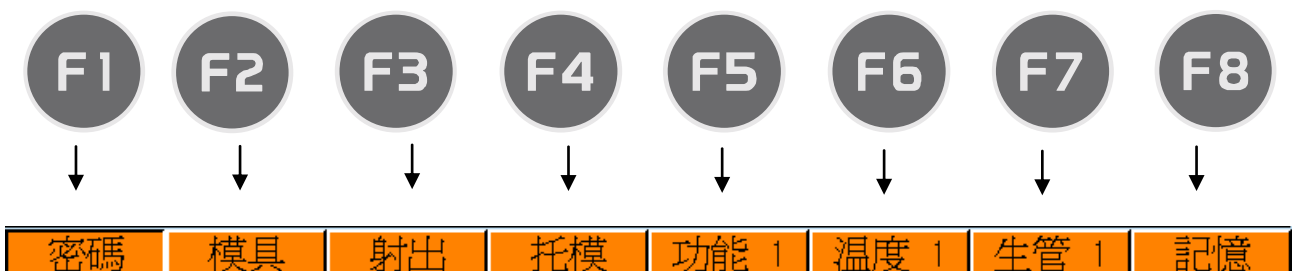 F1 F2 F3 F4 F5 F6 F7 F8
密碼 模具 射出 托模 功能 1 温度 1 生管 1 記憶